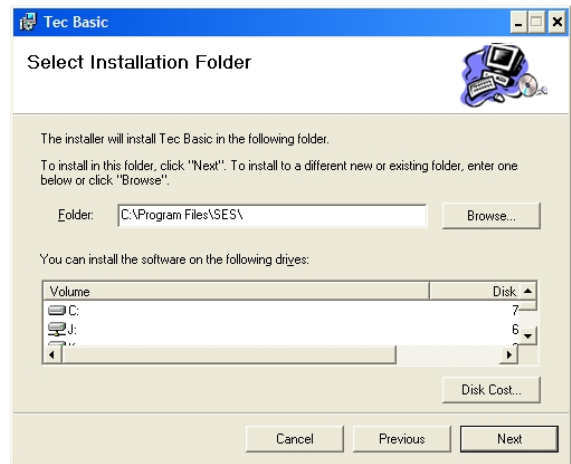 Tec Basic
Select Installation Folder
The installer will install Tec Basic in the following folder.
To install in this folder, click "Next". To install to a different new or existing folder, enter one
below or click "Browse".
Folder: C:\Program Files\SES\ Browse...
You can install the software on the following drives:
Volume Disk
C: 7
J: 6
Disk Cost...
Cancel Previous Next